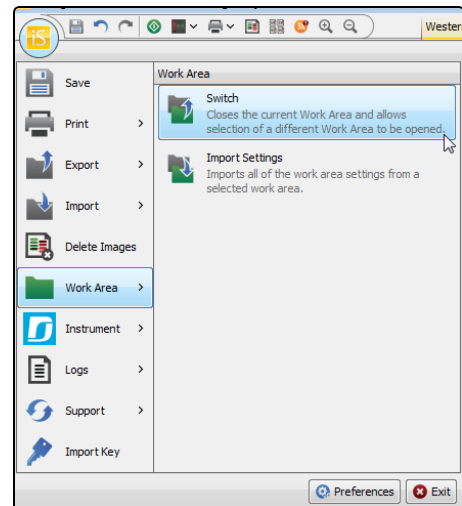 iS
Wester
Save
Print
Export
Import
Delete Images
Work Area
Instrument
Logs
Support
Import Key
Work Area
Switch
Closes the current Work Area and allows
selection of a different Work Area to be opened.
Import Settings
Imports all of the work area settings from a
selected work area.
Preferences
Exit